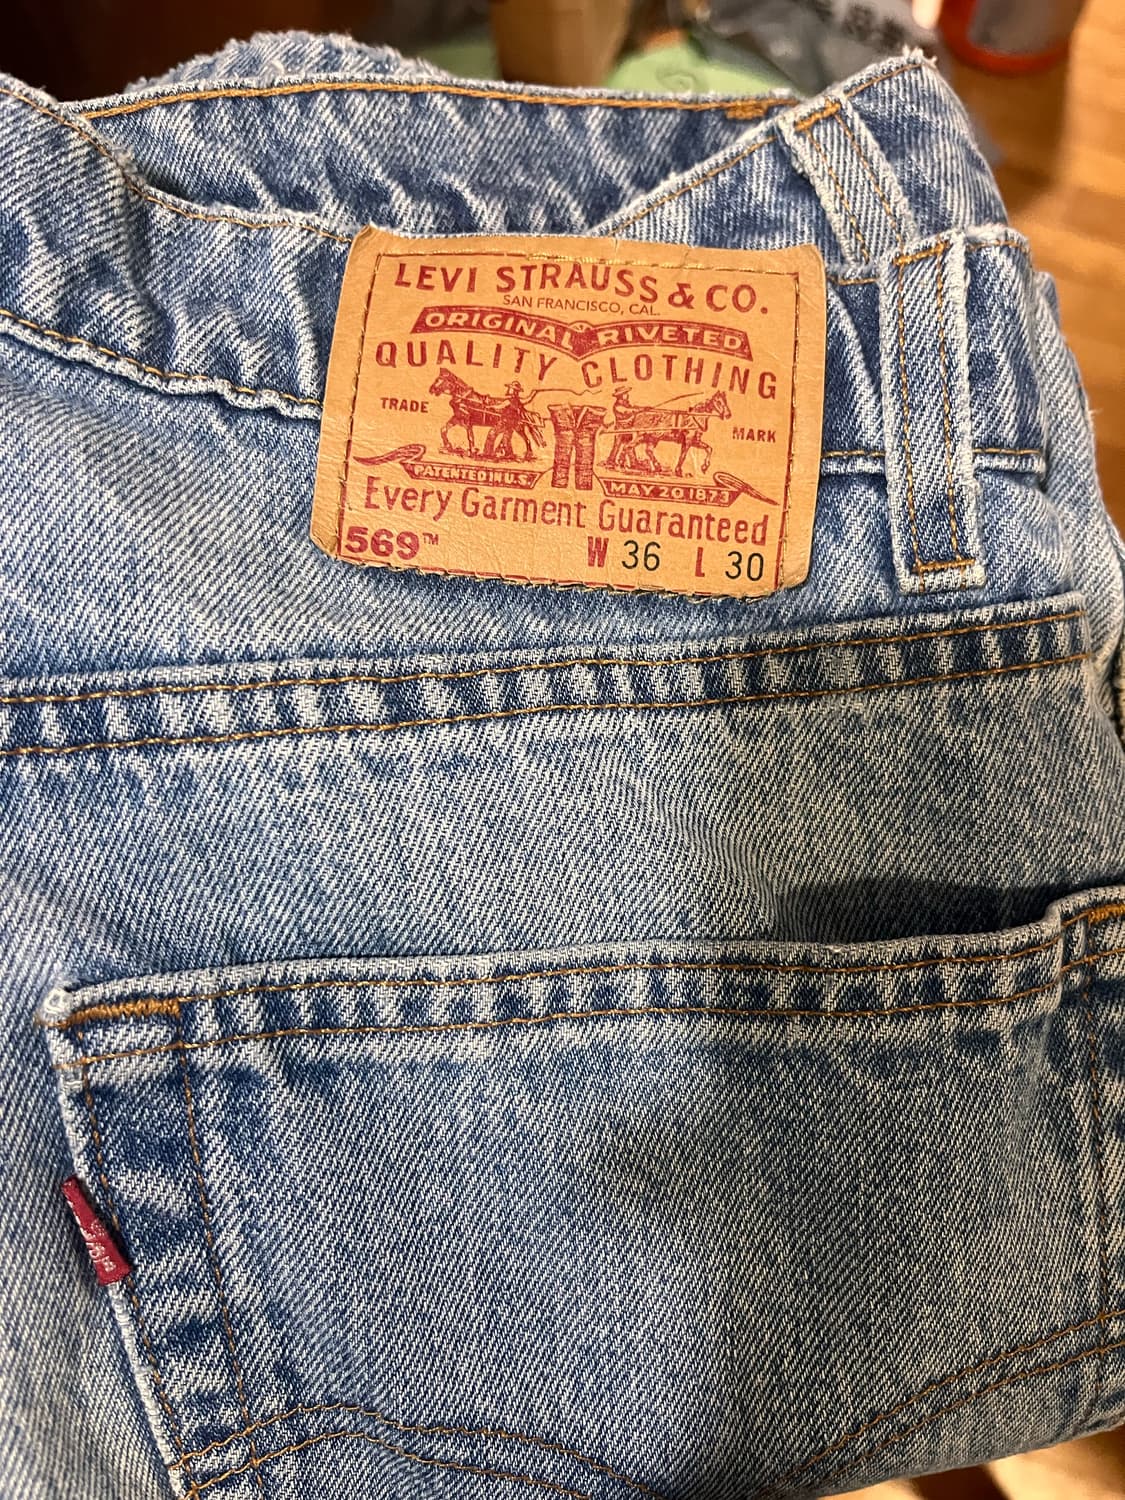 LEVI STRAUSS & CO.
SAN FRANCISCO, CAL.
ORIGINAL RIVETED
QUALITY CLOTHING
TRADE MARK
PATENTED IN U.S. MAY 20 1873
Every Garment Guaranteed
569™ W 36 L 30
LEVI'S